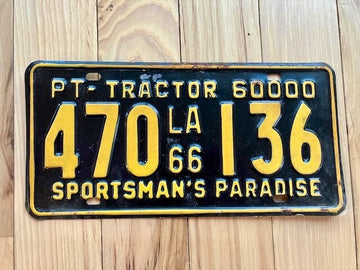 PT-TRACTOR 60000
470 LA 66 136
SPORTSMAN'S PARADISE